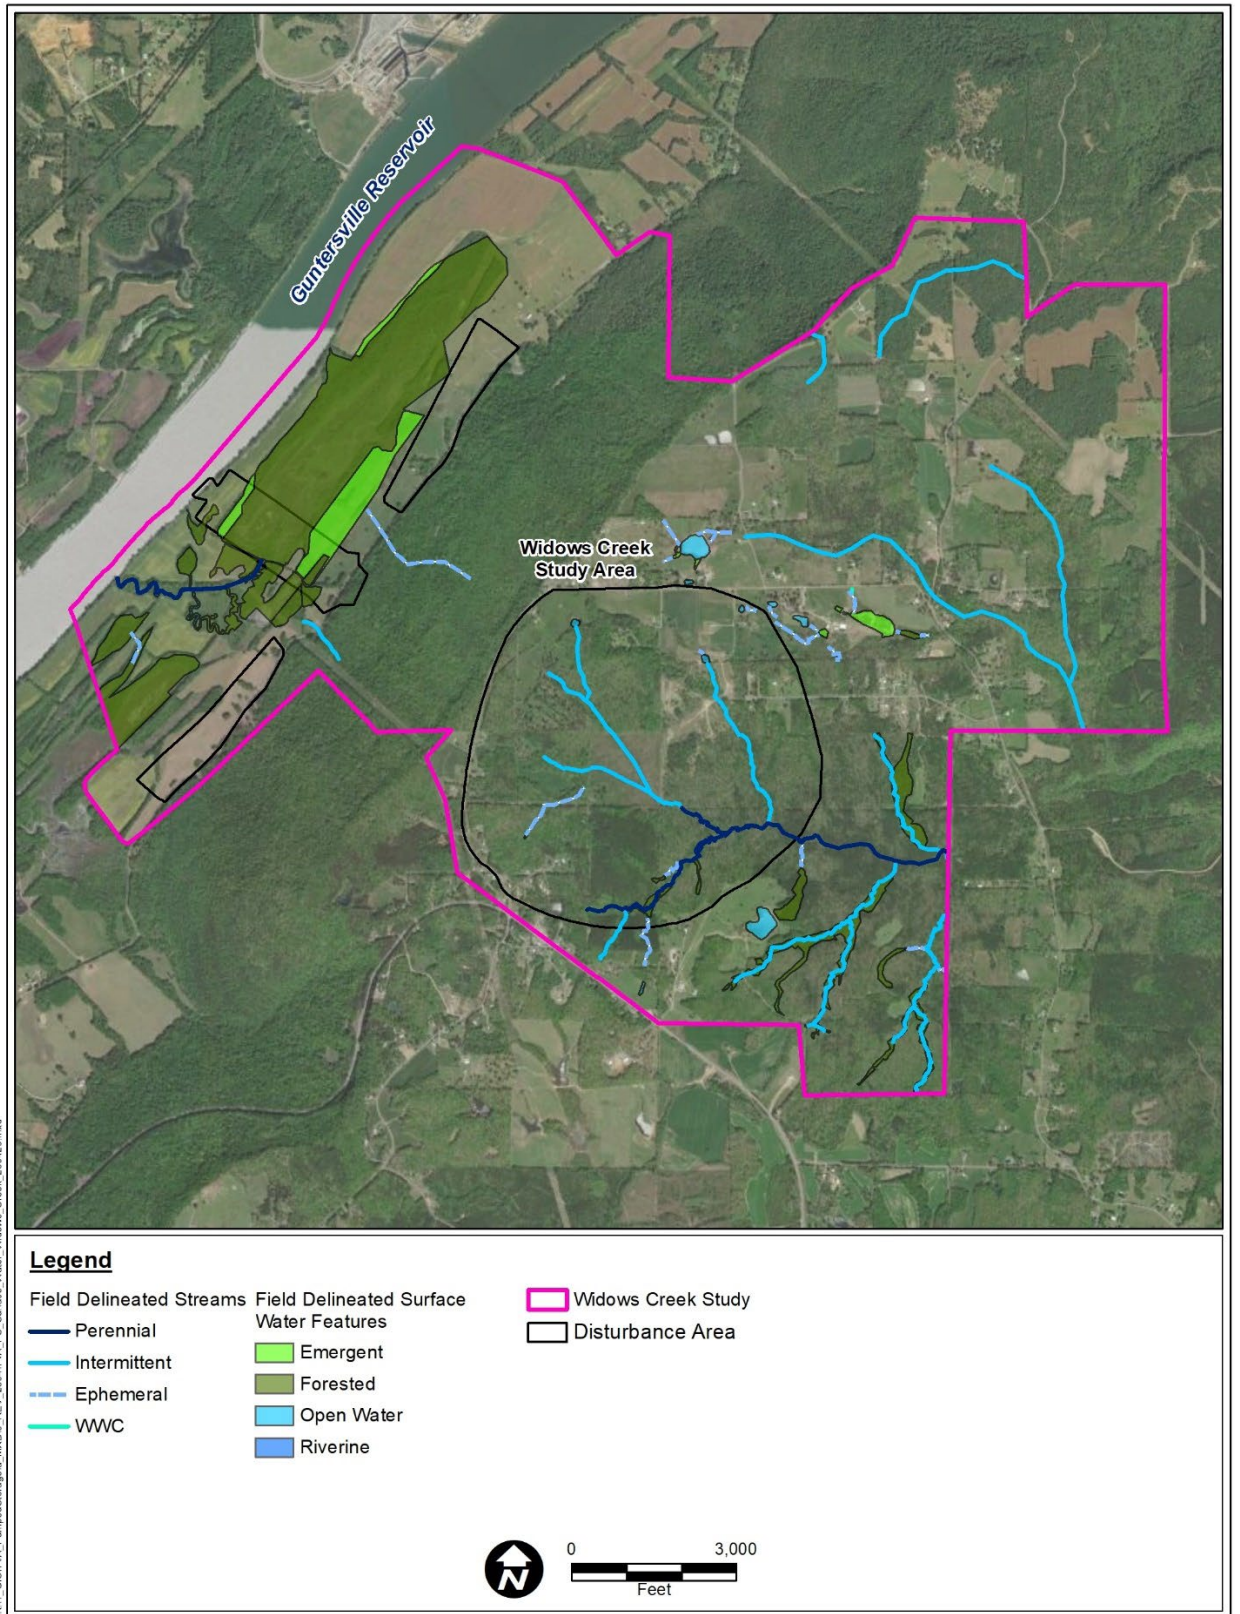 Guntersville Reservoir
Widows Creek
Study Area
Legend
Field Delineated Streams
Perennial
Intermittent
Ephemeral
WWC
Field Delineated Surface
Water Features
Emergent
Forested
Open Water
Riverine
Widows Creek Study
Disturbance Area
N
0 3,000
Feet